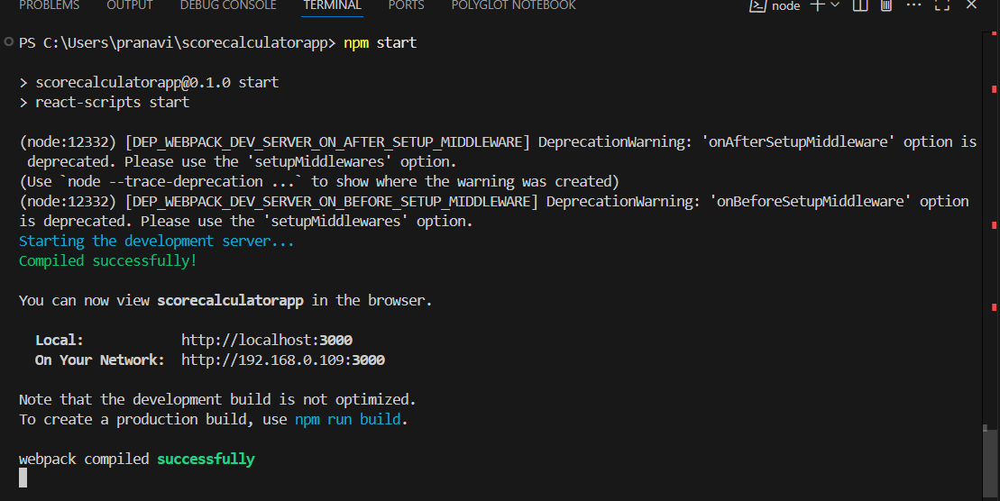 PROBLEMS OUTPUT DEBUG CONSOLE TERMINAL PORTS POLYGLOT NOTEBOOK node
PS C:\Users\pranavi\scorecalculatorapp> npm start
> scorecalculatorapp@0.1.0 start
> react-scripts start
(node:12332) [DEP_WEBPACK_DEV_SERVER_ON_AFTER_SETUP_MIDDLEWARE] DeprecationWarning: 'onAfterSetupMiddleware' option is
deprecated. Please use the 'setupMiddlewares' option.
(Use `node --trace-deprecation ...` to show where the warning was created)
(node:12332) [DEP_WEBPACK_DEV_SERVER_ON_BEFORE_SETUP_MIDDLEWARE] DeprecationWarning: 'onBeforeSetupMiddleware' option
is deprecated. Please use the 'setupMiddlewares' option.
Starting the development server...
Compiled successfully!
You can now view scorecalculatorapp in the browser.
Local: http://localhost:3000
On Your Network: http://192.168.0.109:3000
Note that the development build is not optimized.
To create a production build, use npm run build.
webpack compiled successfully